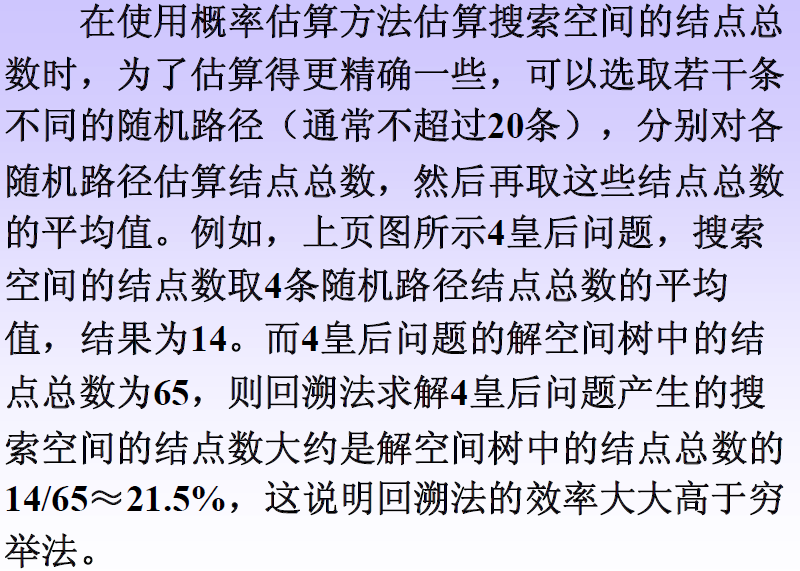 在使用概率估算方法估算搜索空间的结点总
数时，为了估算得更精确一些，可以选取若干条
不同的随机路径（通常不超过20条），分别对各
随机路径估算结点总数，然后再取这些结点总数
的平均值。例如，上页图所示4皇后问题，搜索
空间的结点数取4条随机路径结点总数的平均
值，结果为14。而4皇后问题的解空间树中的结
点总数为65，则回溯法求解4皇后问题产生的搜
索空间的结点数大约是解空间树中的结点总数的
14/65≈21.5%，这说明回溯法的效率大大高于穷
举法。